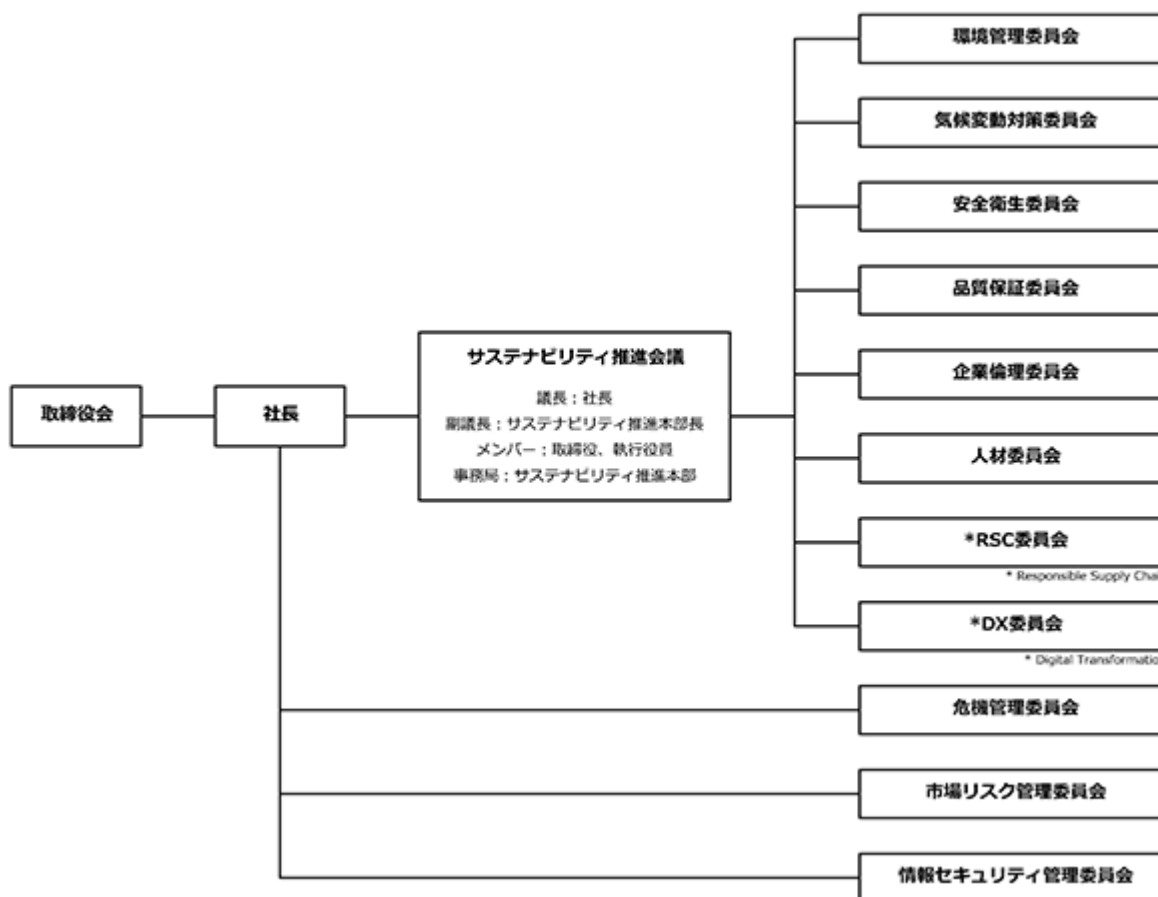 環境管理委員会
気候変動対策委員会
安全衛生委員会
品質保証委員会
サステナビリティ推進会議
議長：社長
副議長：サステナビリティ推進本部長
メンバー：取締役、執行役員
事務局：サステナビリティ推進本部
取締役会
社長
企業倫理委員会
人材委員会
*RSC委員会
* Responsible Supply Chai
*DX委員会
* Digital Transformatio
危機管理委員会
市場リスク管理委員会
情報セキュリティ管理委員会